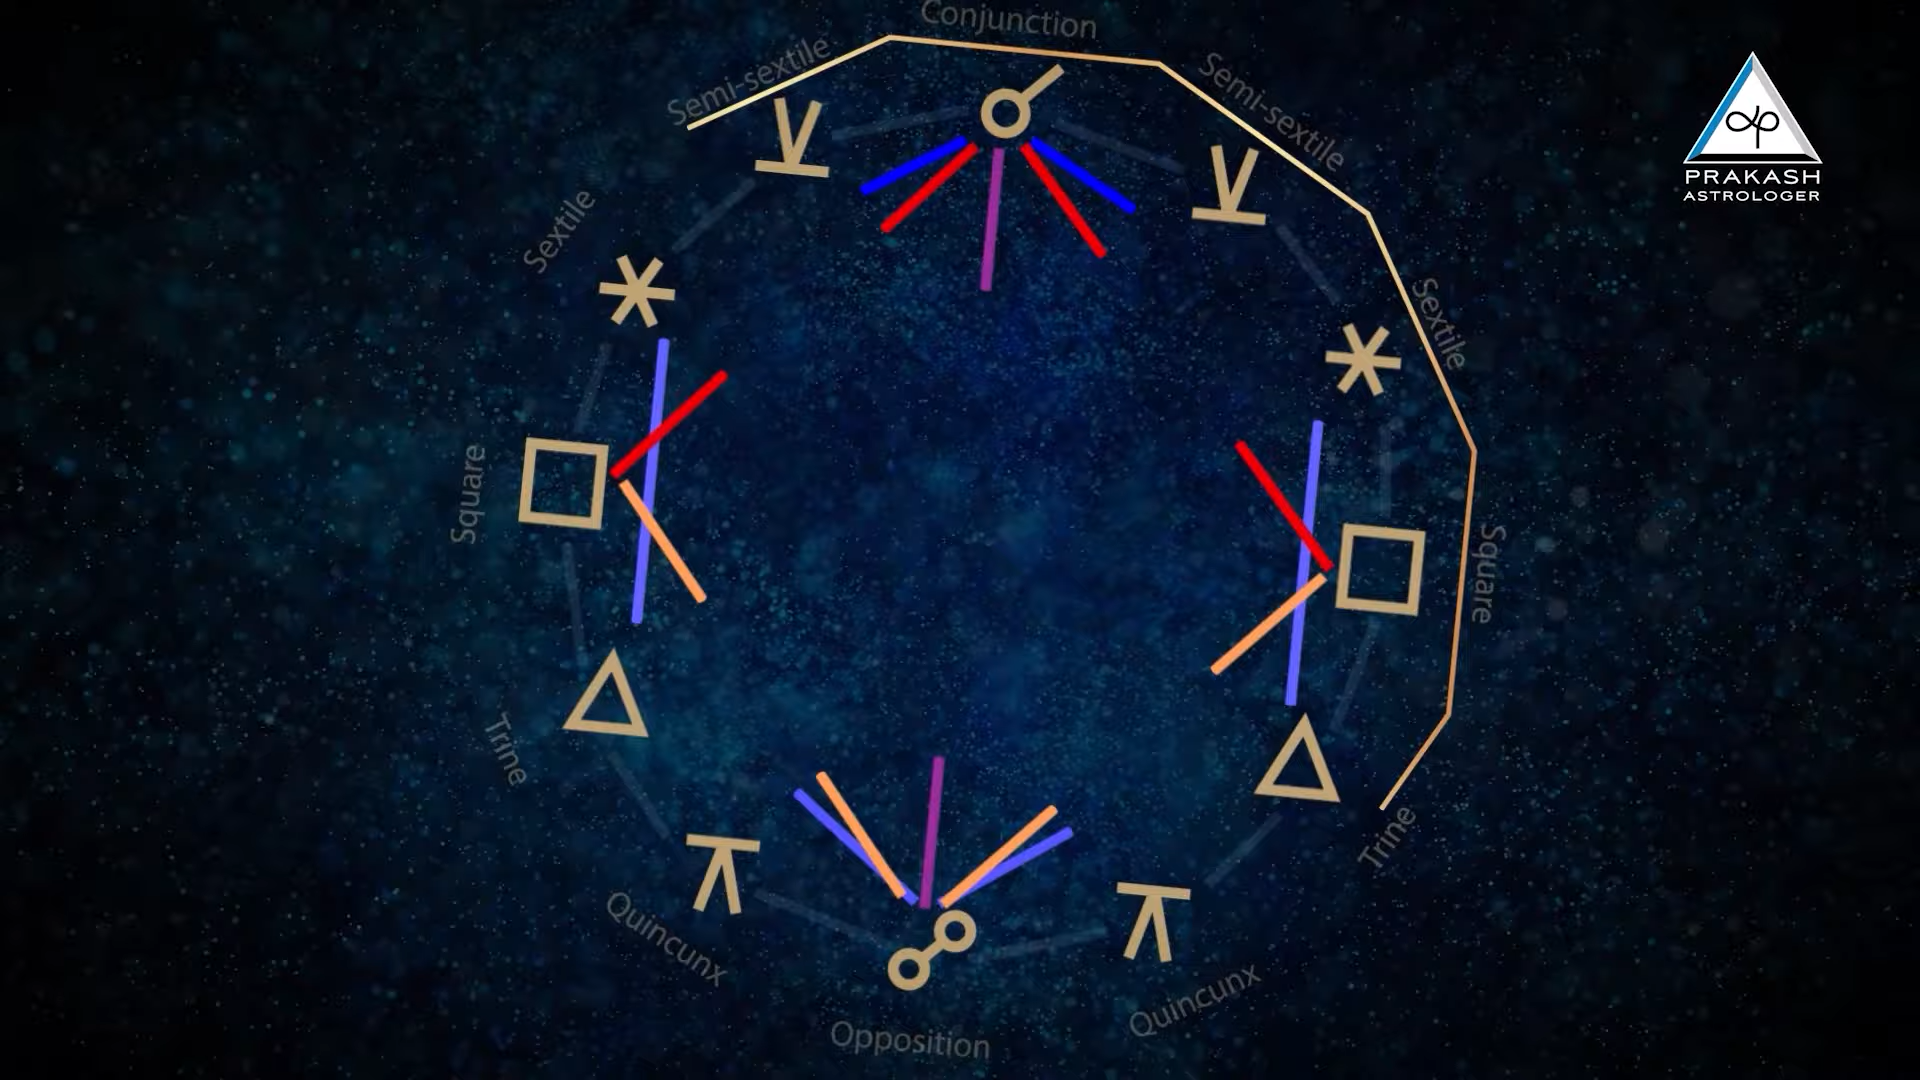 Conjunction
Semi-sextile
Semi-sextile
Sextile
Sextile
Square
Square
Trine
Trine
Quincunx
Quincunx
Opposition
PRAKASH
ASTROLOGER